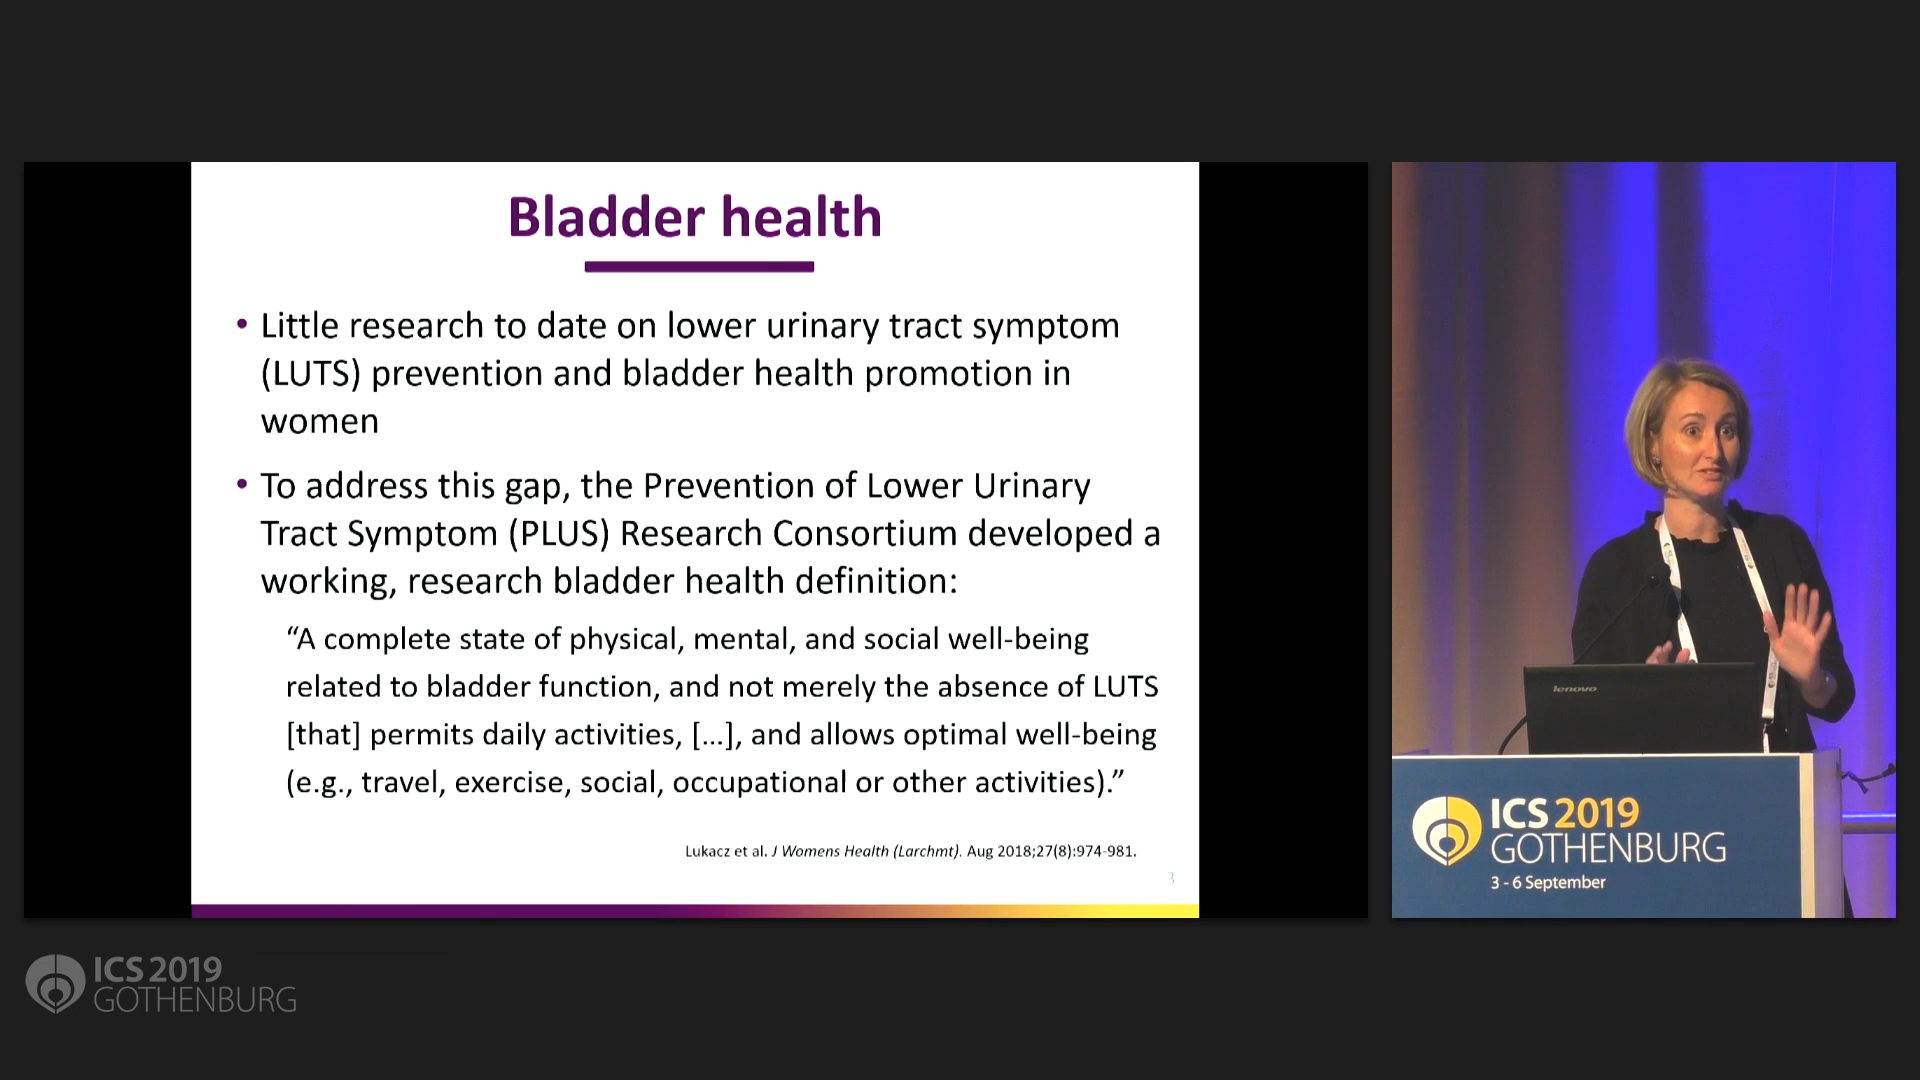 Bladder health
• Little research to date on lower urinary tract symptom
(LUTS) prevention and bladder health promotion in
women
• To address this gap, the Prevention of Lower Urinary
Tract Symptom (PLUS) Research Consortium developed a
working, research bladder health definition:
“A complete state of physical, mental, and social well-being
related to bladder function, and not merely the absence of LUTS
[that] permits daily activities, [...], and allows optimal well-being
(e.g., travel, exercise, social, occupational or other activities).”
Lukacz et al. J Womens Health (Larchmt). Aug 2018;27(8):974-981.
3
lenovo
ICS 2019
GOTHENBURG
3 - 6 September
ICS 2019
GOTHENBURG